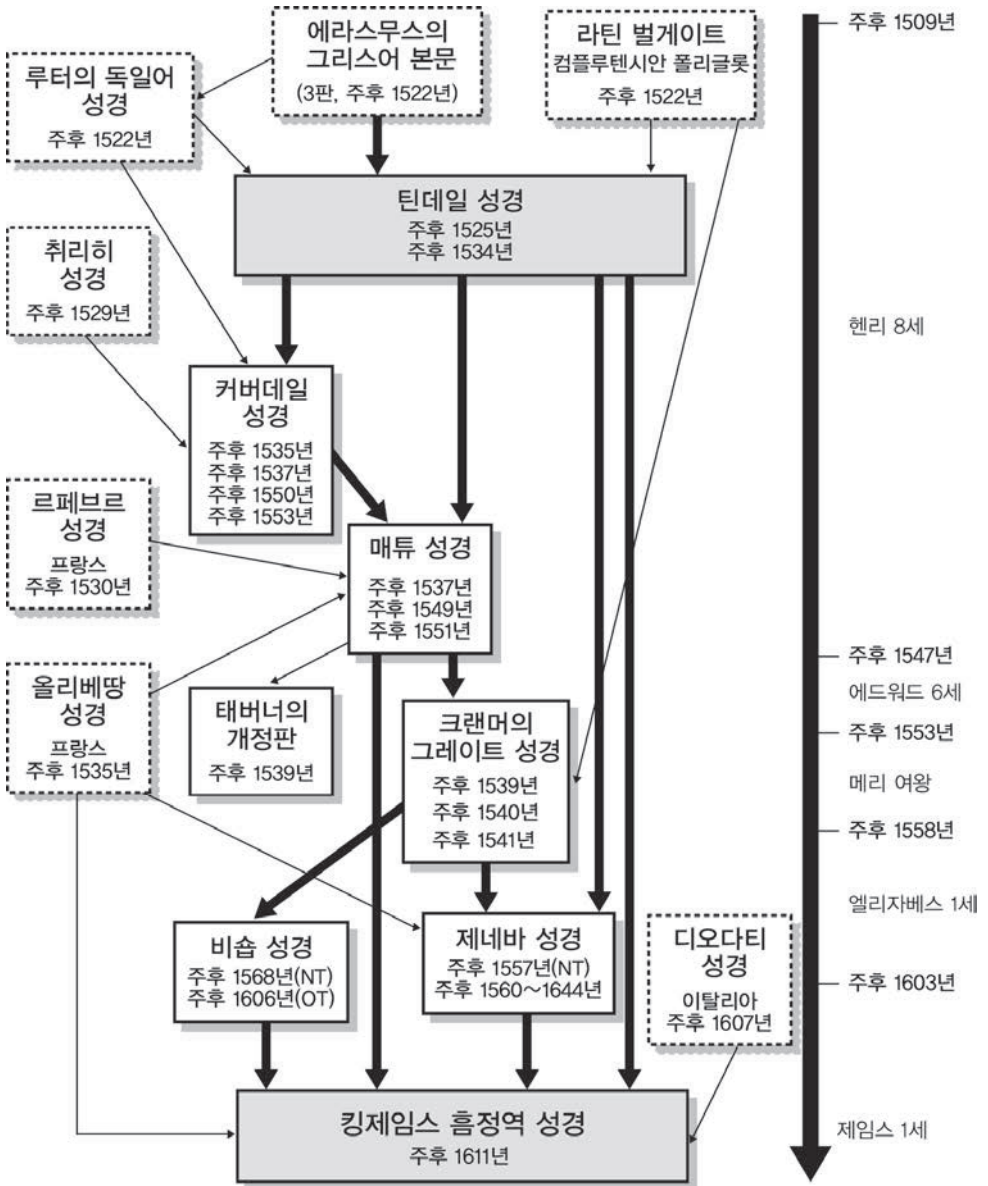 에라스무스의
그리스어 본문
(3판, 주후 1522년)
라틴 벌게이트
컴플루텐시안 폴리글롯
주후 1522년
주후 1509년
루터의 독일어
성경
주후 1522년
틴데일 성경
주후 1525년
주후 1534년
취리히
성경
주후 1529년
헨리 8세
커버데일
성경
주후 1535년
주후 1537년
주후 1550년
주후 1553년
르페브르
성경
프랑스
주후 1530년
매튜 성경
주후 1537년
주후 1549년
주후 1551년
주후 1547년
에드워드 6세
주후 1553년
메리 여왕
주후 1558년
올리베땅
성경
프랑스
주후 1535년
태버너의
개정판
주후 1539년
크랜머의
그레이트 성경
주후 1539년
주후 1540년
주후 1541년
엘리자베스 1세
비숍 성경
주후 1568년(NT)
주후 1606년(OT)
제네바 성경
주후 1557년(NT)
주후 1560~1644년
디오다티
성경
이탈리아
주후 1607년
주후 1603년
킹제임스 흠정역 성경
주후 1611년
제임스 1세